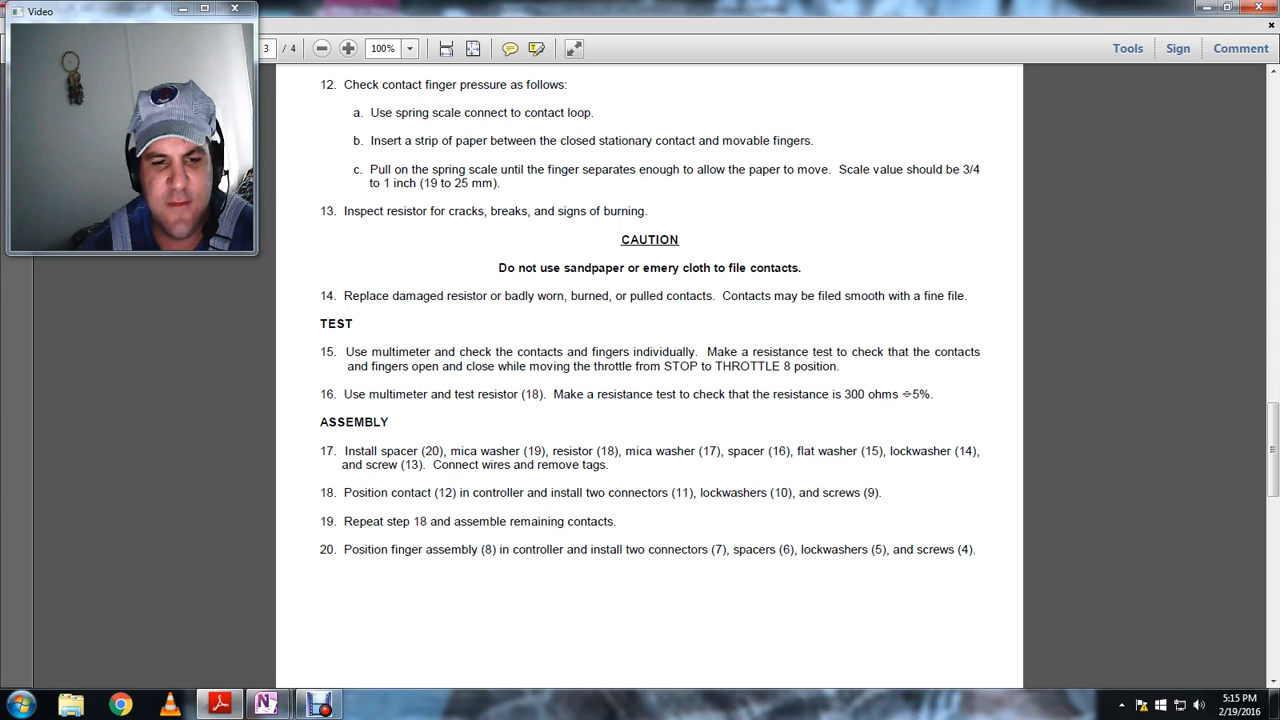 Video
3 / 4
100%
Tools
Sign
Comment
12. Check contact finger pressure as follows:
a. Use spring scale connect to contact loop.
b. Insert a strip of paper between the closed stationary contact and movable fingers.
c. Pull on the spring scale until the finger separates enough to allow the paper to move. Scale value should be 3/4
to 1 inch (19 to 25 mm).
13. Inspect resistor for cracks, breaks, and signs of burning.
CAUTION
Do not use sandpaper or emery cloth to file contacts.
14. Replace damaged resistor or badly worn, burned, or pulled contacts. Contacts may be filed smooth with a fine file.
TEST
15. Use multimeter and check the contacts and fingers individually. Make a resistance test to check that the contacts
and fingers open and close while moving the throttle from STOP to THROTTLE 8 position.
16. Use multimeter and test resistor (18). Make a resistance test to check that the resistance is 300 ohms ÷5%.
ASSEMBLY
17. Install spacer (20), mica washer (19), resistor (18), mica washer (17), spacer (16), flat washer (15), lockwasher (14),
and screw (13). Connect wires and remove tags.
18. Position contact (12) in controller and install two connectors (11), lockwashers (10), and screws (9).
19. Repeat step 18 and assemble remaining contacts.
20. Position finger assembly (8) in controller and install two connectors (7), spacers (6), lockwashers (5), and screws (4).
5:15 PM
2/19/2016